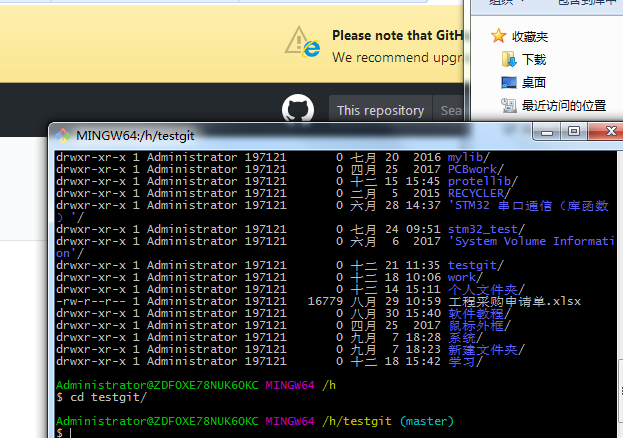 组织
包含到库中
Please note that GitH
We recommend upgr
This repository
Sea
收藏夹
下载
桌面
最近访问的位置
MINGW64:/h/testgit
drwxr-xr-x 1 Administrator 197121 0 七月 20 2016 mylib/
drwxr-xr-x 1 Administrator 197121 0 四月 25 2017 PCBwork/
drwxr-xr-x 1 Administrator 197121 0 十二 15 15:45 protellib/
drwxr-xr-x 1 Administrator 197121 0 二月 5 2015 RECYCLER/
drwxr-xr-x 1 Administrator 197121 0 六月 28 14:37 'STM32 串口通信（库函数
）'/
drwxr-xr-x 1 Administrator 197121 0 七月 24 09:51 stm32_test/
drwxr-xr-x 1 Administrator 197121 0 六月 6 2017 'System Volume Informati
on'/
drwxr-xr-x 1 Administrator 197121 0 十二 21 11:35 testgit/
drwxr-xr-x 1 Administrator 197121 0 十二 18 10:06 work/
drwxr-xr-x 1 Administrator 197121 0 十二 14 15:11 个人文件夹/
-rw-r--r-- 1 Administrator 197121 16779 八月 29 10:59 工程采购申请单.xlsx
drwxr-xr-x 1 Administrator 197121 0 八月 30 15:40 软件教程/
drwxr-xr-x 1 Administrator 197121 0 四月 25 2017 鼠标外框/
drwxr-xr-x 1 Administrator 197121 0 九月 7 18:28 系统/
drwxr-xr-x 1 Administrator 197121 0 九月 7 18:23 新建文件夹/
drwxr-xr-x 1 Administrator 197121 0 十二 18 15:42 学习/
Administrator@ZDFOXE78NUK6OKC MINGW64 /h
$ cd testgit/
Administrator@ZDFOXE78NUK6OKC MINGW64 /h/testgit (master)
$